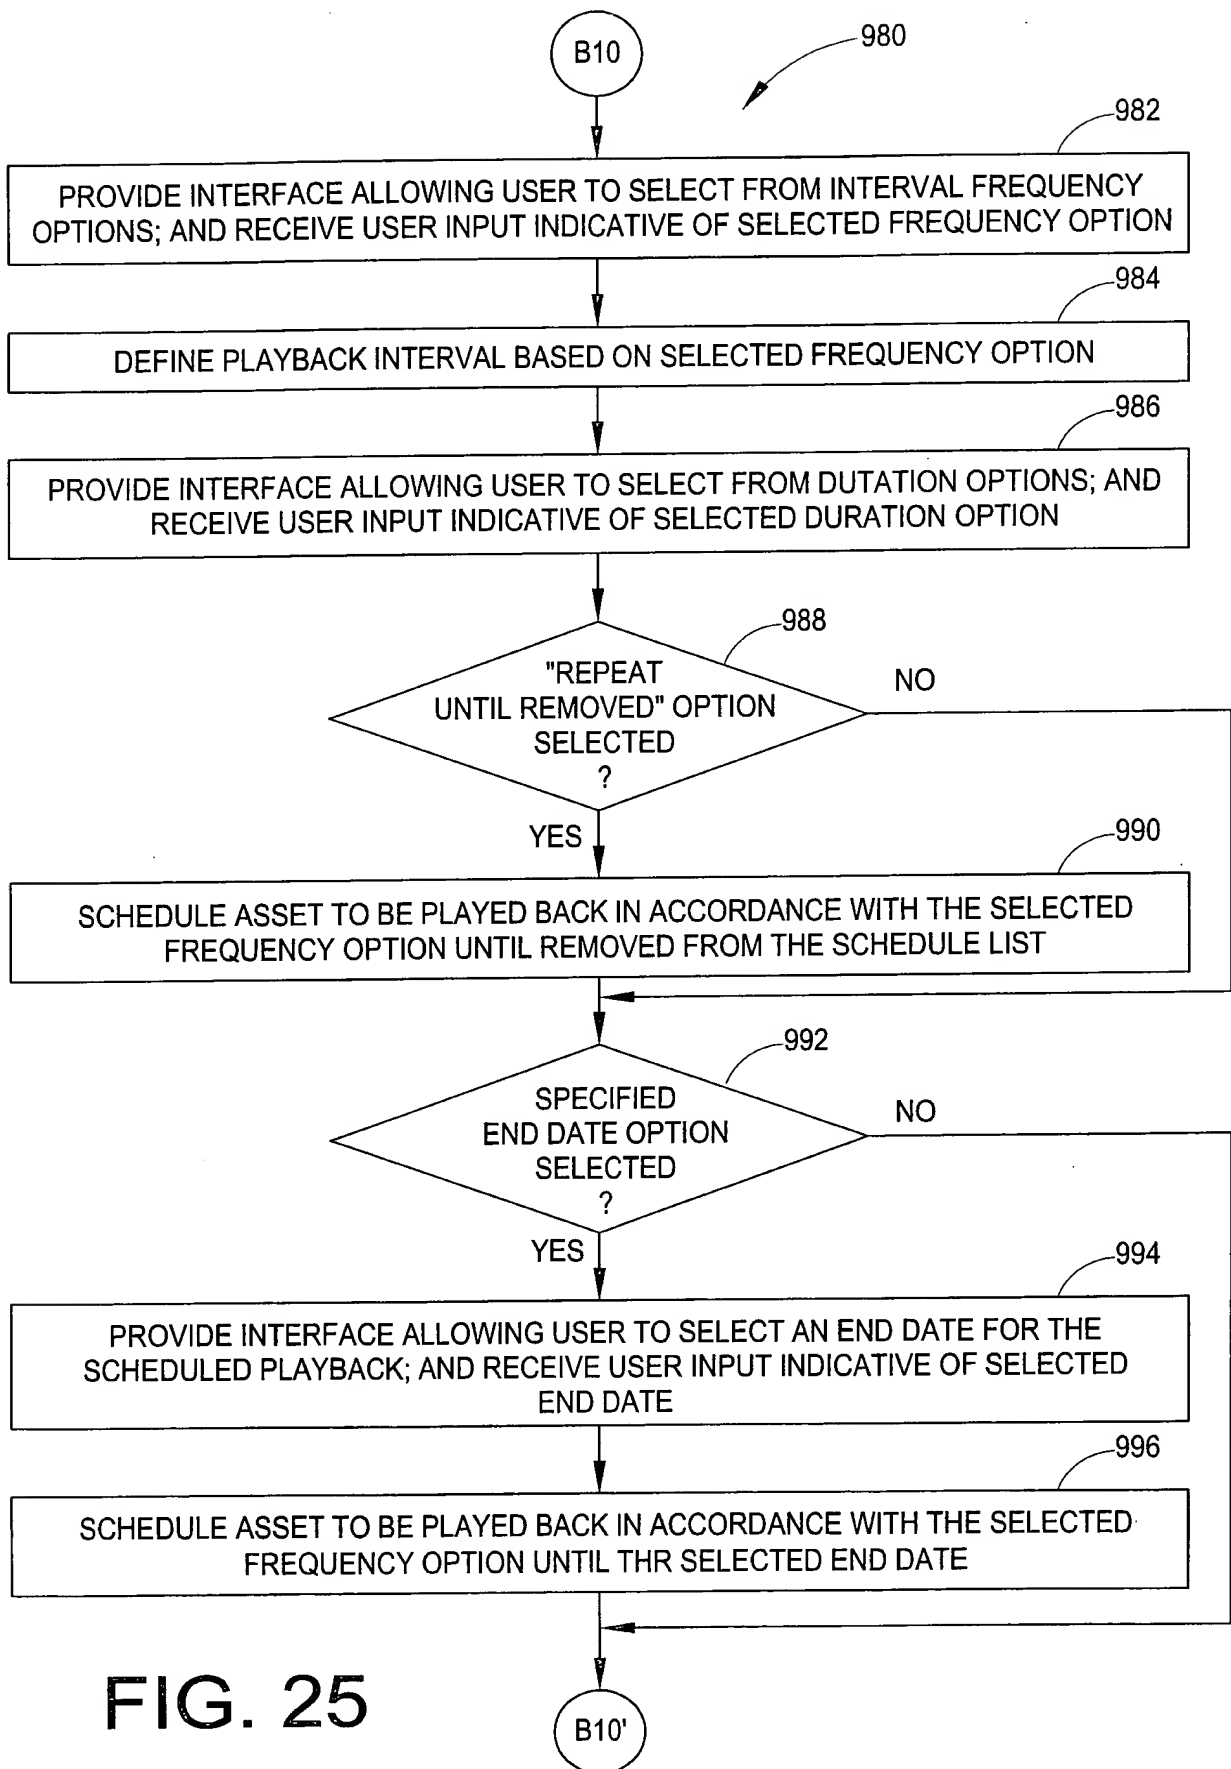 B10
980
982
PROVIDE INTERFACE ALLOWING USER TO SELECT FROM INTERVAL FREQUENCY
OPTIONS; AND RECEIVE USER INPUT INDICATIVE OF SELECTED FREQUENCY OPTION
984
DEFINE PLAYBACK INTERVAL BASED ON SELECTED FREQUENCY OPTION
986
PROVIDE INTERFACE ALLOWING USER TO SELECT FROM DUTATION OPTIONS; AND
RECEIVE USER INPUT INDICATIVE OF SELECTED DURATION OPTION
988
"REPEAT
UNTIL REMOVED" OPTION
SELECTED
?
NO
YES
990
SCHEDULE ASSET TO BE PLAYED BACK IN ACCORDANCE WITH THE SELECTED
FREQUENCY OPTION UNTIL REMOVED FROM THE SCHEDULE LIST
992
SPECIFIED
END DATE OPTION
SELECTED
?
NO
YES
994
PROVIDE INTERFACE ALLOWING USER TO SELECT AN END DATE FOR THE
SCHEDULED PLAYBACK; AND RECEIVE USER INPUT INDICATIVE OF SELECTED
END DATE
996
SCHEDULE ASSET TO BE PLAYED BACK IN ACCORDANCE WITH THE SELECTED
FREQUENCY OPTION UNTIL THR SELECTED END DATE
FIG. 25
B10'